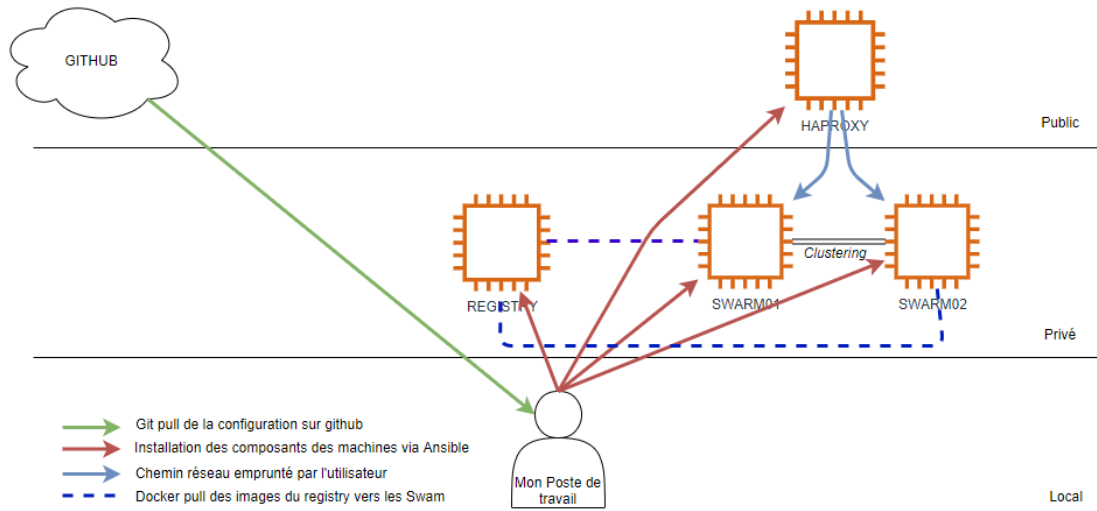 GITHUB
HAPROXY
Public
REGISTRY
SWARM01
Clustering
SWARM02
Privé
Git pull de la configuration sur github
Installation des composants des machines via Ansible
Chemin réseau emprunté par l'utilisateur
Docker pull des images du registry vers les Swam
Mon Poste de
travail
Local